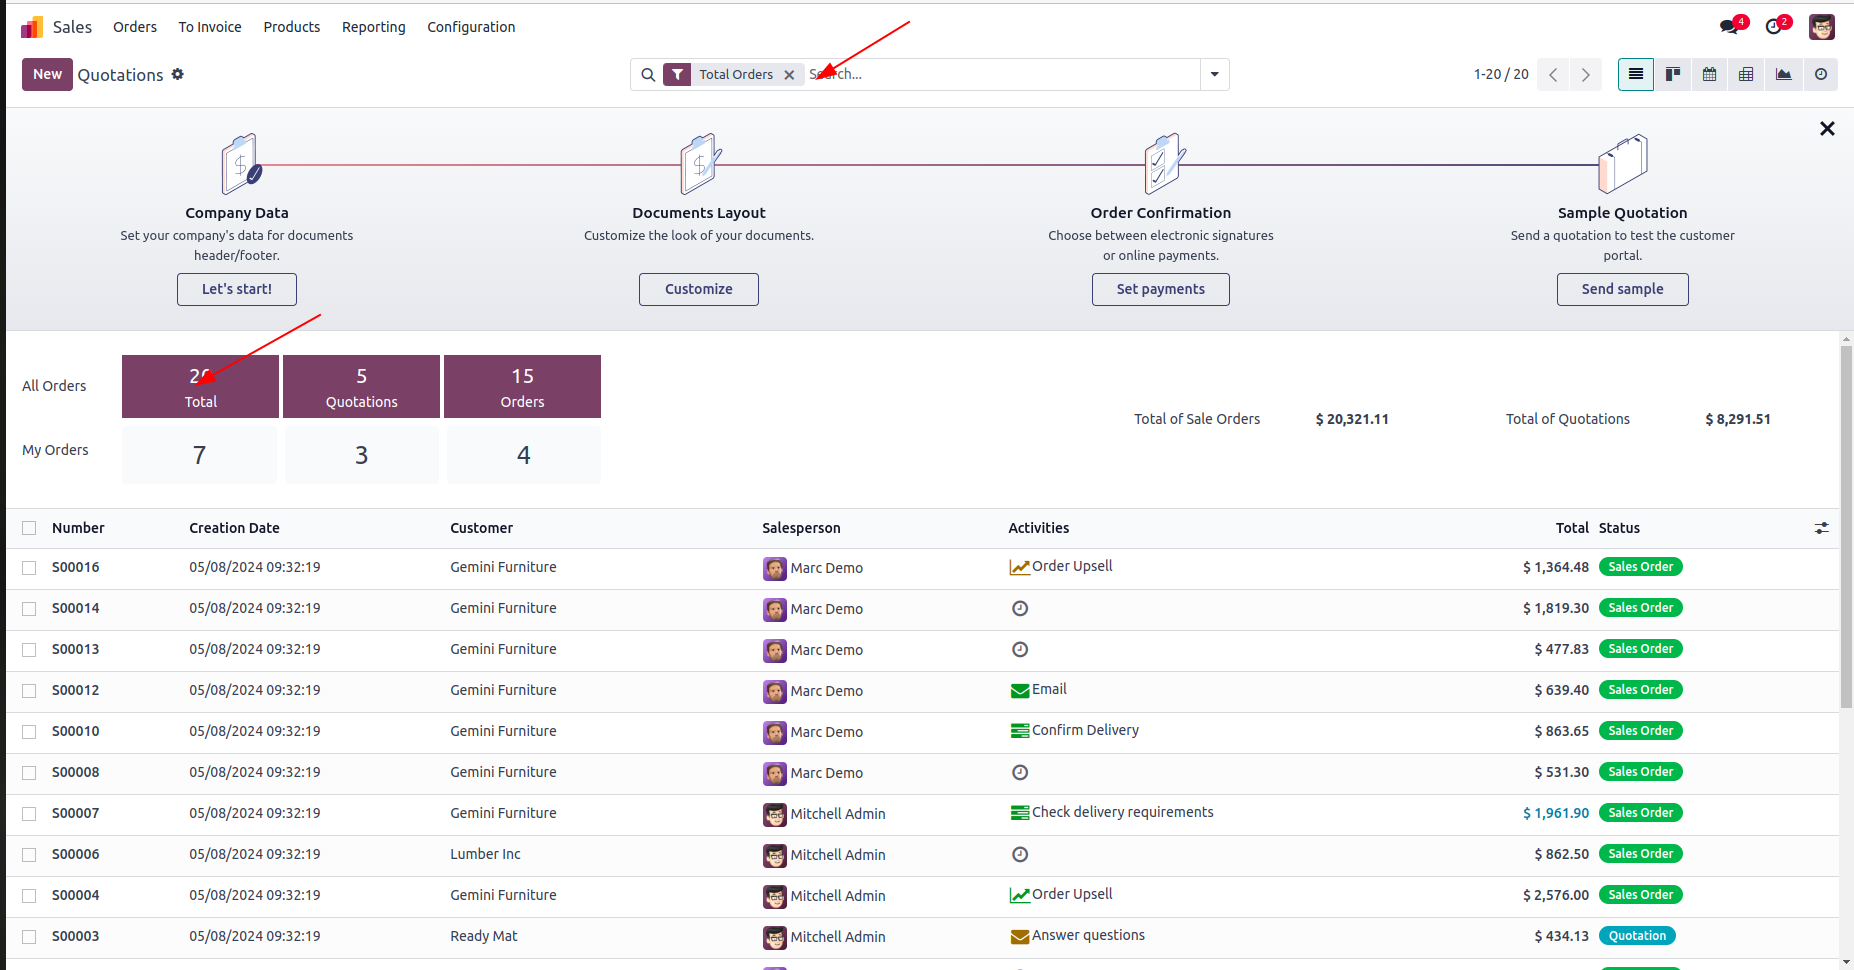 Sales Orders To Invoice Products Reporting Configuration 4 2
New Quotations Total Orders Search... 1-20 / 20
Company Data Documents Layout Order Confirmation Sample Quotation
Set your company's data for documents Customize the look of your documents. Choose between electronic signatures Send a quotation to test the customer
header/footer. or online payments. portal.
Let's start! Customize Set payments Send sample
All Orders 20 Total 5 Quotations 15 Orders
Total of Sale Orders $ 20,321.11 Total of Quotations $ 8,291.51
My Orders 7 3 4
Number Creation Date Customer Salesperson Activities Total Status
S00016 05/08/2024 09:32:19 Gemini Furniture Marc Demo Order Upsell $ 1,364.48 Sales Order
S00014 05/08/2024 09:32:19 Gemini Furniture Marc Demo $ 1,819.30 Sales Order
S00013 05/08/2024 09:32:19 Gemini Furniture Marc Demo $ 477.83 Sales Order
S00012 05/08/2024 09:32:19 Gemini Furniture Marc Demo Email $ 639.40 Sales Order
S00010 05/08/2024 09:32:19 Gemini Furniture Marc Demo Confirm Delivery $ 863.65 Sales Order
S00008 05/08/2024 09:32:19 Gemini Furniture Marc Demo $ 531.30 Sales Order
S00007 05/08/2024 09:32:19 Gemini Furniture Mitchell Admin Check delivery requirements $ 1,961.90 Sales Order
S00006 05/08/2024 09:32:19 Lumber Inc Mitchell Admin $ 862.50 Sales Order
S00004 05/08/2024 09:32:19 Gemini Furniture Mitchell Admin Order Upsell $ 2,576.00 Sales Order
S00003 05/08/2024 09:32:19 Ready Mat Mitchell Admin Answer questions $ 434.13 Quotation